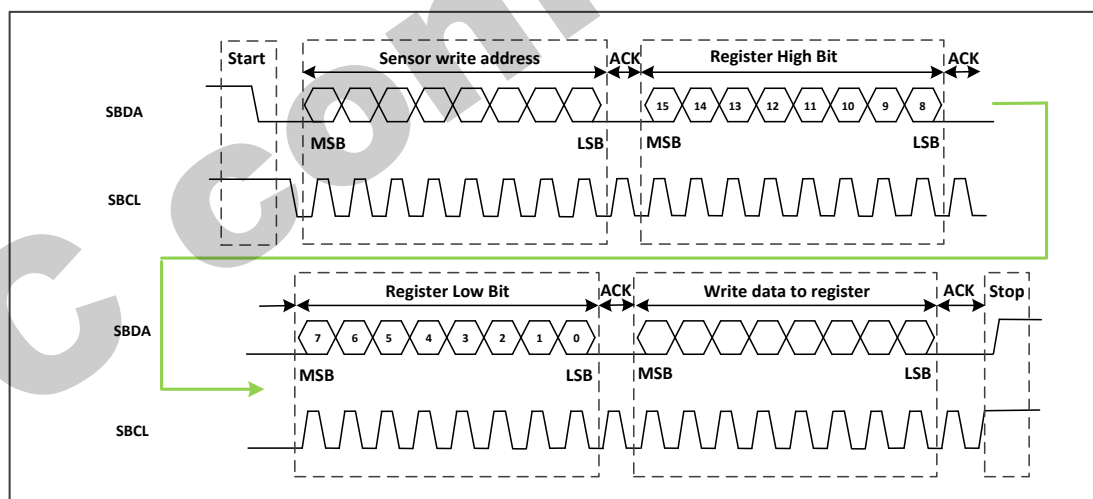 Start Sensor write address ACK Register High Bit ACK
SBDA 15 14 13 12 11 10 9 8
MSB LSB MSB LSB
SBCL
Register Low Bit ACK Write data to register ACK Stop
SBDA 7 6 5 4 3 2 1 0
MSB LSB MSB LSB
SBCL